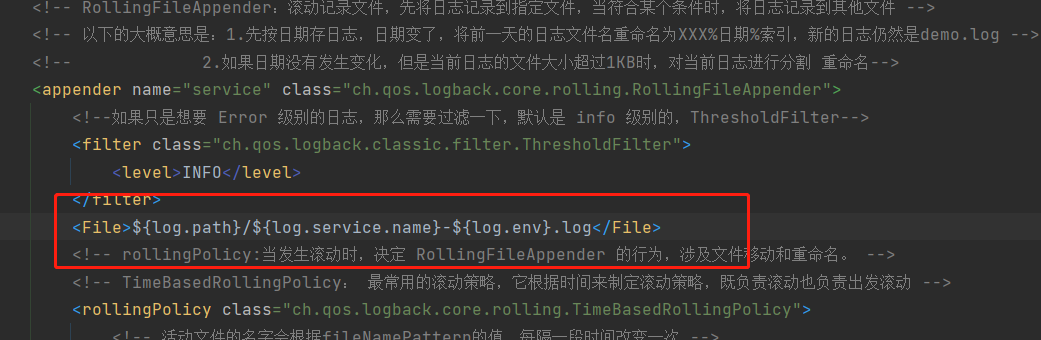 <!-- RollingFileAppender：滚动记录文件，先将日志记录到指定文件，当符合某个条件时，将日志记录到其他文件 -->
<!-- 以下的大概意思是：1.先按日期存日志，日期变了，将前一天的日志文件名重命名为XXX%日期%索引，新的日志仍然是demo.log -->
<!-- 2.如果日期没有发生变化，但是当前日志的文件大小超过1KB时，对当前日志进行分割 重命名-->
<appender name="service" class="ch.qos.logback.core.rolling.RollingFileAppender">
<!--如果只是想要 Error 级别的日志，那么需要过滤一下，默认是 info 级别的，ThresholdFilter-->
<filter class="ch.qos.logback.classic.filter.ThresholdFilter">
<level>INFO</level>
</filter>
<File>${log.path}/${log.service.name}-${log.env}.log</File>
<!-- rollingPolicy:当发生滚动时，决定 RollingFileAppender 的行为，涉及文件移动和重命名。 -->
<!-- TimeBasedRollingPolicy： 最常用的滚动策略，它根据时间来制定滚动策略，既负责滚动也负责出发滚动 -->
<rollingPolicy class="ch.qos.logback.core.rolling.TimeBasedRollingPolicy">
<!-- 活动文件的名字会根据fileNamePattern的值，每隔一段时间改变一次 -->